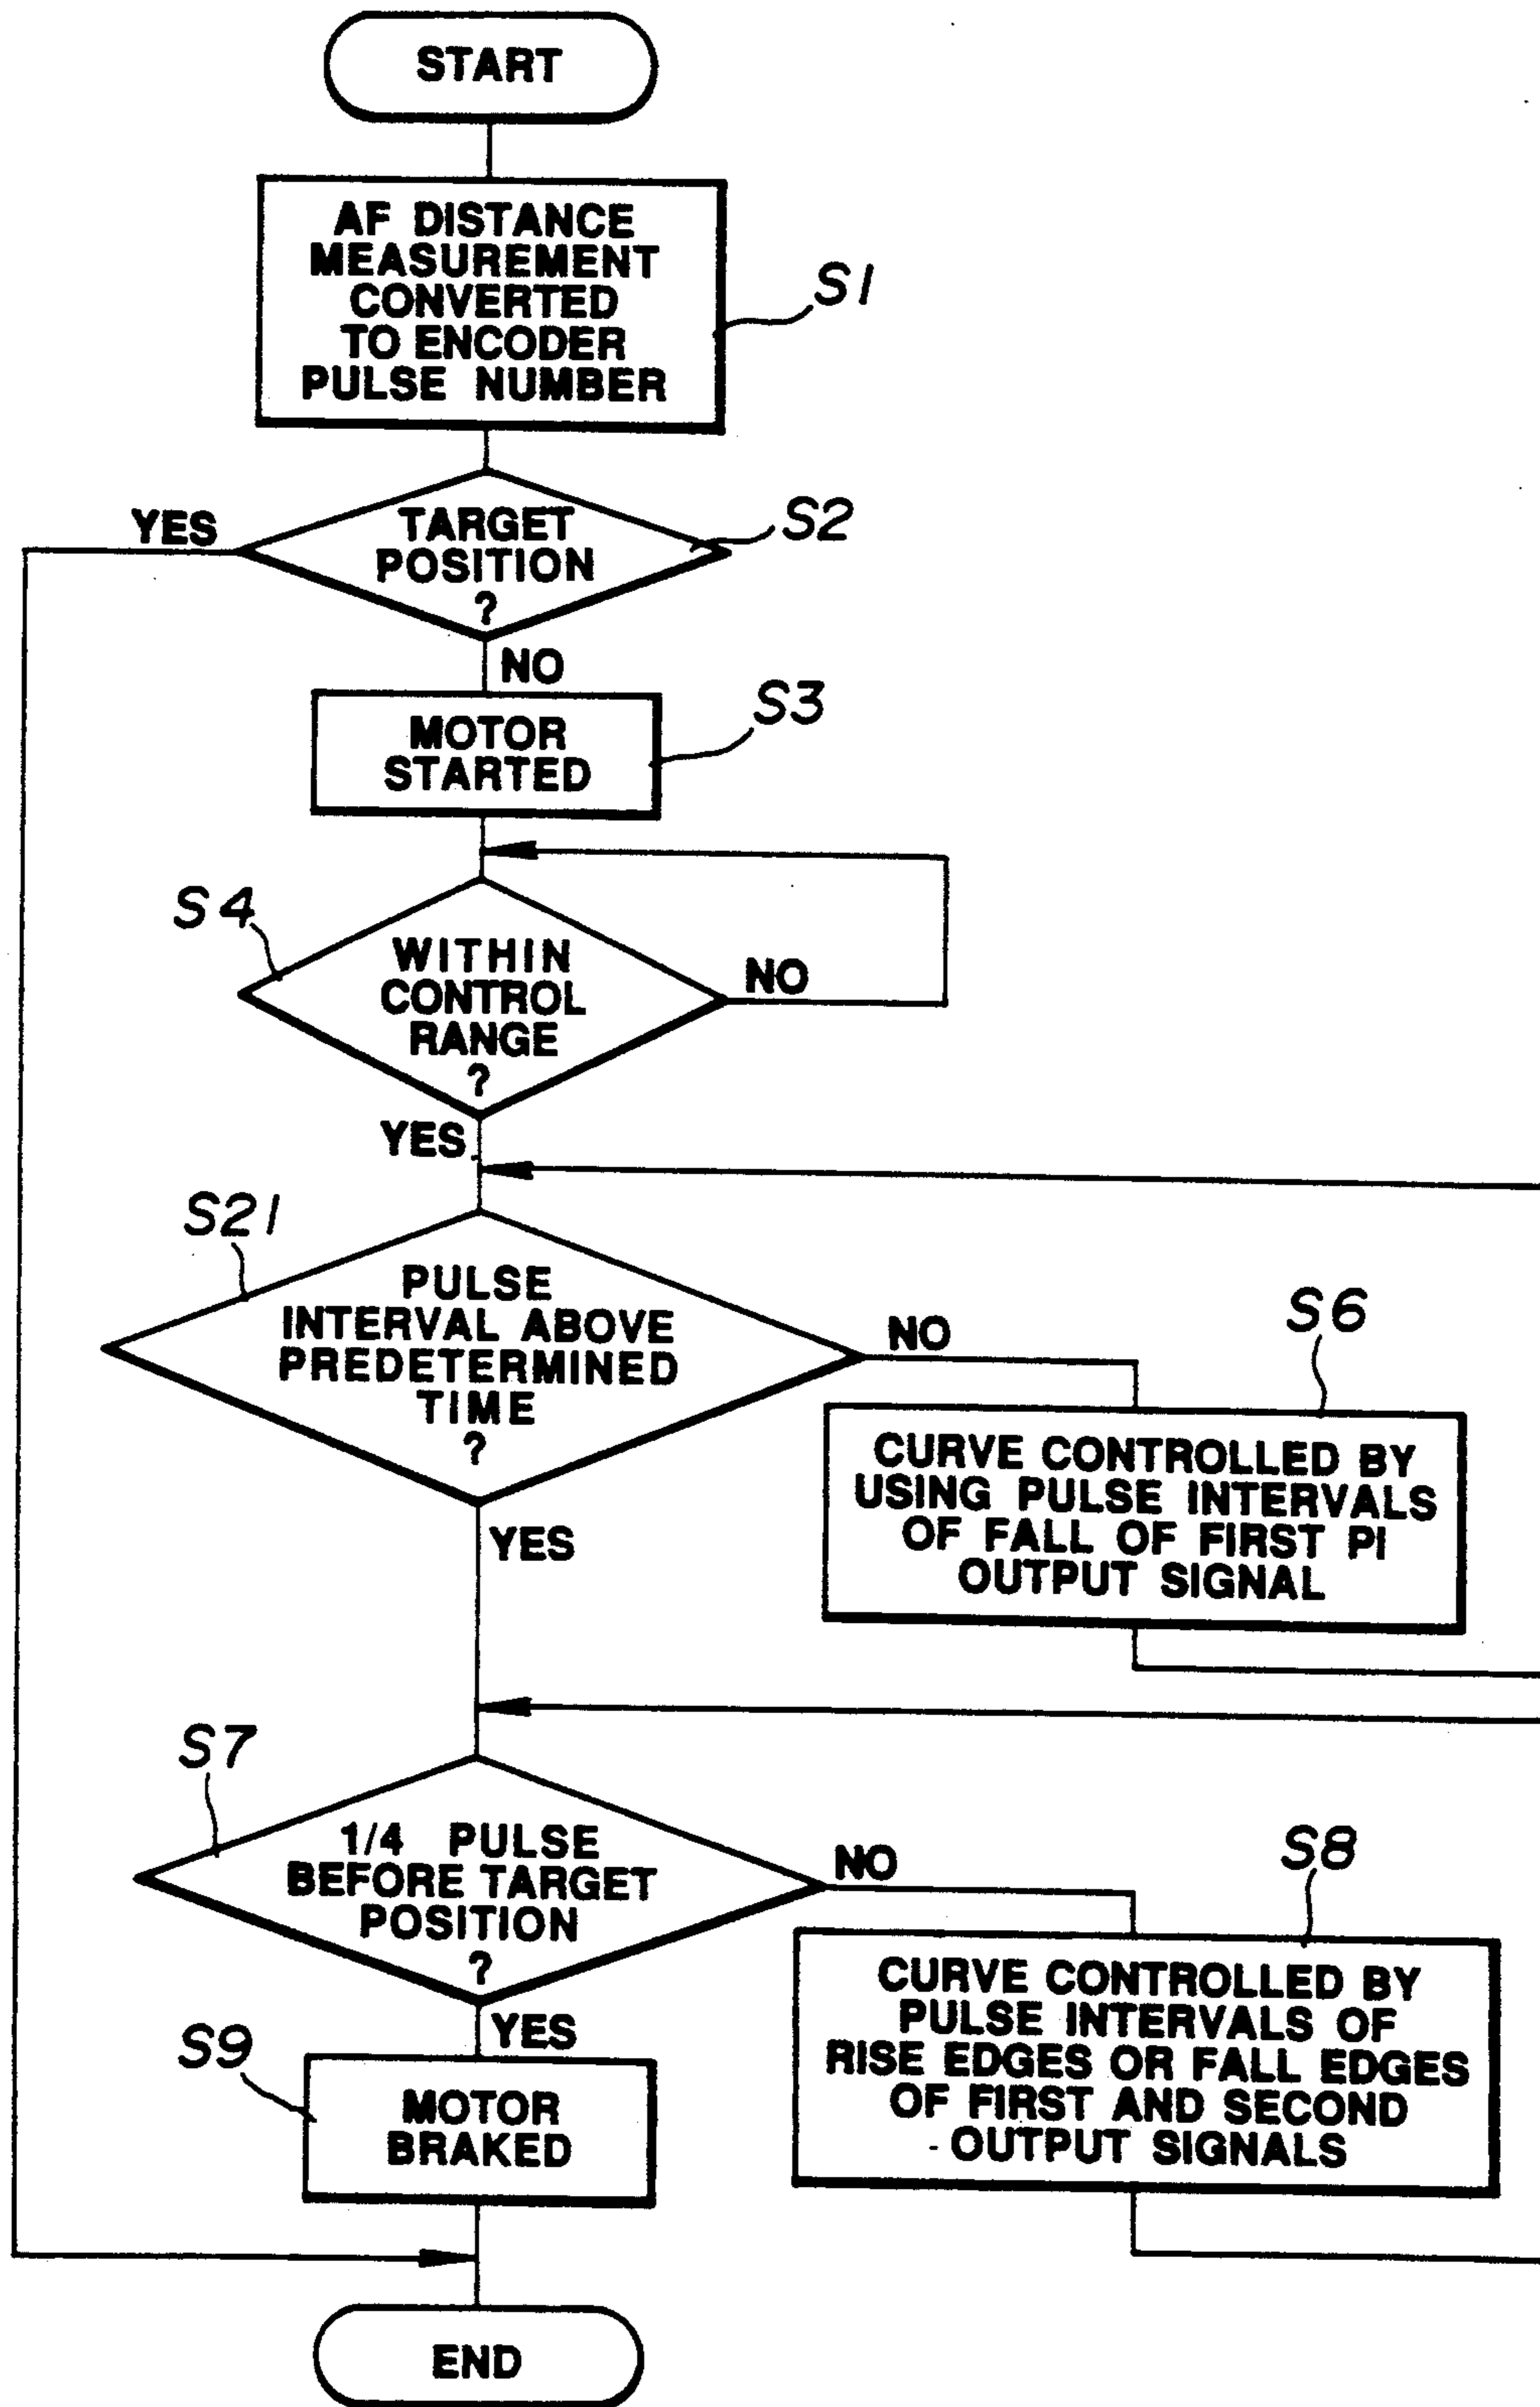 START
AF DISTANCE
MEASUREMENT
CONVERTED
TO ENCODER
PULSE NUMBER
S1
YES
TARGET
POSITION
?
S2
NO
MOTOR
STARTED
S3
S4
WITHIN
CONTROL
RANGE
?
NO
YES
S21
PULSE
INTERVAL ABOVE
PREDETERMINED
TIME
?
NO
S6
CURVE CONTROLLED BY
USING PULSE INTERVALS
OF FALL OF FIRST PI
OUTPUT SIGNAL
YES
S7
1/4 PULSE
BEFORE TARGET
POSITION
?
NO
S8
CURVE CONTROLLED BY
PULSE INTERVALS OF
RISE EDGES OR FALL EDGES
OF FIRST AND SECOND
OUTPUT SIGNALS
YES
S9
MOTOR
BRAKED
END